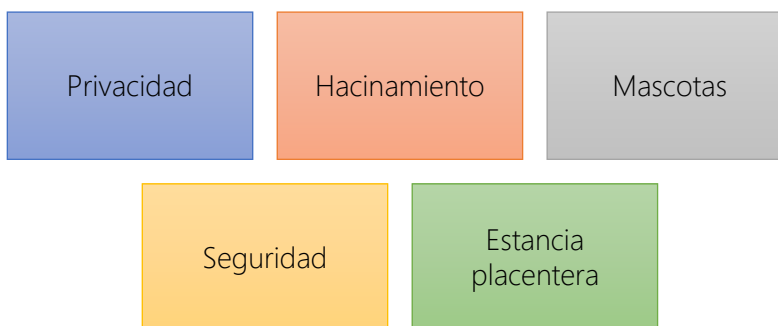 Privacidad
Hacinamiento
Mascotas
Seguridad
Estancia
placentera